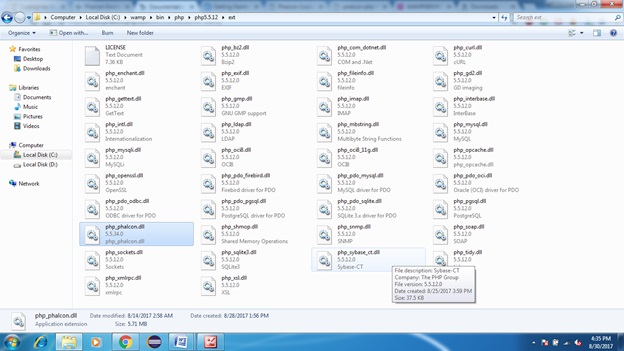 Computer ▸ Local Disk (C:) ▸ wamp ▸ bin ▸ php ▸ php5.5.12 ▸ ext
Organize ▾ Open with... Burn New folder
Favorites
Desktop
Downloads
Libraries
Documents
Music
Pictures
Videos
Computer
Local Disk (C:)
Local Disk (D:)
Network
LICENSE
Text Document
7.36 KB
php_bz2.dll
5.5.12.0
Bzip2
php_com_dotnet.dll
5.5.12.0
COM and .Net
php_curl.dll
5.5.12.0
cURL
php_enchant.dll
5.5.12.0
enchant
php_exif.dll
5.5.12.0
EXIF
php_fileinfo.dll
5.5.12.0
fileinfo
php_gd2.dll
5.5.12.0
GD imaging
php_gettext.dll
5.5.12.0
GetText
php_gmp.dll
5.5.12.0
GNU GMP support
php_imap.dll
5.5.12.0
IMAP
php_interbase.dll
5.5.12.0
InterBase
php_intl.dll
5.5.12.0
Internationalization
php_ldap.dll
5.5.12.0
LDAP
php_mbstring.dll
5.5.12.0
Multibyte String Functions
php_mysql.dll
5.5.12.0
MySQL
php_mysqli.dll
5.5.12.0
MySQLi
php_oci8.dll
5.5.12.0
OCI8
php_oci8_11g.dll
5.5.12.0
OCI8
php_opcache.dll
5.5.12.0
php_opcache.dll
php_openssl.dll
5.5.12.0
OpenSSL
php_pdo_firebird.dll
5.5.12.0
Firebird driver for PDO
php_pdo_mysql.dll
5.5.12.0
MySQL driver for PDO
php_pdo_oci.dll
5.5.12.0
Oracle (OCI) driver for PDO
php_pdo_odbc.dll
5.5.12.0
ODBC driver for PDO
php_pdo_pgsql.dll
5.5.12.0
PostgreSQL driver for PDO
php_pdo_sqlite.dll
5.5.12.0
SQLite 3.x driver for PDO
php_pgsql.dll
5.5.12.0
PostgreSQL
php_phalcon.dll
5.5.34.0
php_phalcon.dll
php_shmop.dll
5.5.12.0
Shared Memory Operations
php_snmp.dll
5.5.12.0
SNMP
php_soap.dll
5.5.12.0
SOAP
php_sockets.dll
5.5.12.0
Sockets
php_sqlite3.dll
5.5.12.0
SQLite3
php_sybase_ct.dll
5.5.12.0
Sybase-CT
php_tidy.dll
5.5.12.0
File description: Sybase-CT
Company: The PHP Group
File version: 5.5.12.0
Date created: 8/25/2017 3:59 PM
Size: 37.5 KB
php_xmlrpc.dll
5.5.12.0
xmlrpc
php_xsl.dll
5.5.12.0
XSL
php_phalcon.dll Date modified: 8/14/2017 2:58 AM Date created: 8/28/2017 1:56 PM
Application extension Size: 5.71 MB
4:35 PM
8/30/2017